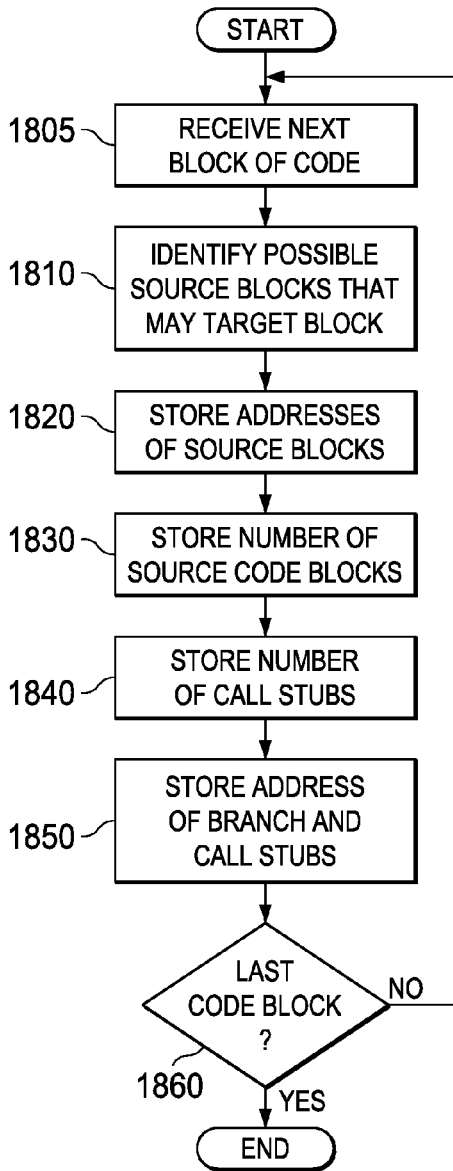 START
1805
RECEIVE NEXT
BLOCK OF CODE
1810
IDENTIFY POSSIBLE
SOURCE BLOCKS THAT
MAY TARGET BLOCK
1820
STORE ADDRESSES
OF SOURCE BLOCKS
1830
STORE NUMBER OF
SOURCE CODE BLOCKS
1840
STORE NUMBER
OF CALL STUBS
1850
STORE ADDRESS
OF BRANCH AND
CALL STUBS
LAST
CODE BLOCK
?
NO
1860
YES
END